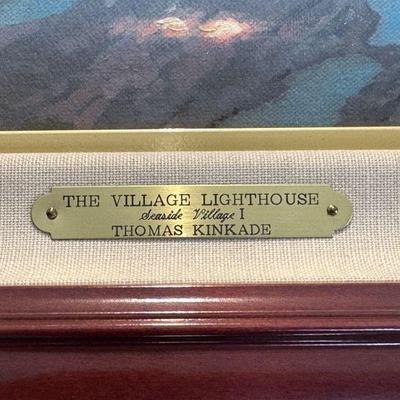 THE VILLAGE LIGHTHOUSE
Seaside Village I
THOMAS KINKADE